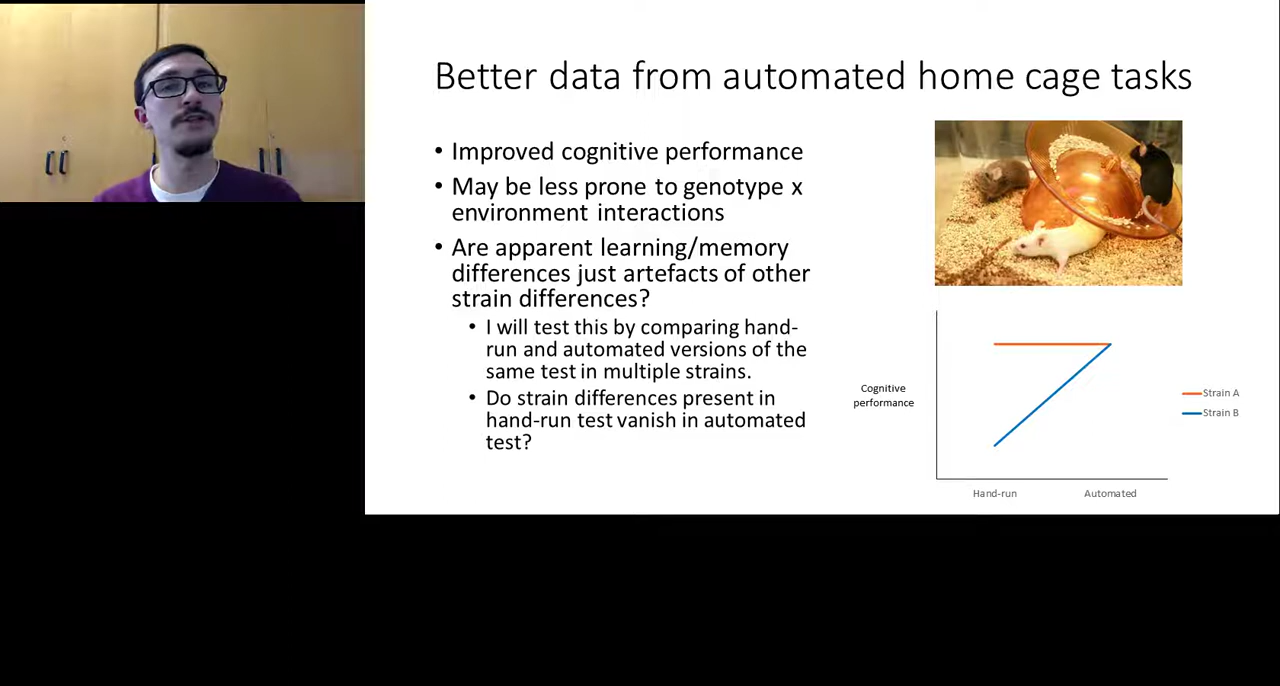 Better data from automated home cage tasks
• Improved cognitive performance
• May be less prone to genotype x
environment interactions
• Are apparent learning/memory
differences just artefacts of other
strain differences?
• I will test this by comparing hand-
run and automated versions of the
same test in multiple strains.
• Do strain differences present in
hand-run test vanish in automated
test?
Cognitive
performance
Strain A
Strain B
Hand-run
Automated